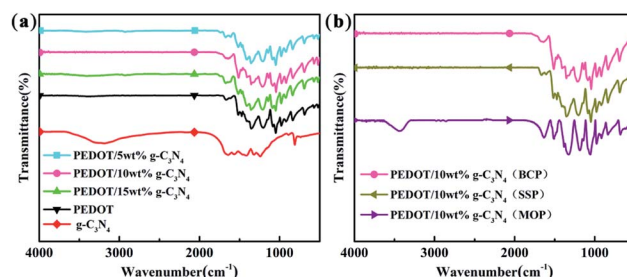 (a)
Transmittance(%)
PEDOT/5wt% g-C₃N₄
PEDOT/10wt% g-C₃N₄
PEDOT/15wt% g-C₃N₄
PEDOT
g-C₃N₄
4000 3000 2000 1000
Wavenumber(cm⁻¹)
(b)
Transmittance(%)
PEDOT/10wt% g-C₃N₄（BCP）
PEDOT/10wt% g-C₃N₄（SSP）
PEDOT/10wt% g-C₃N₄（MOP）
4000 3000 2000 1000
Wavenumber(cm⁻¹)